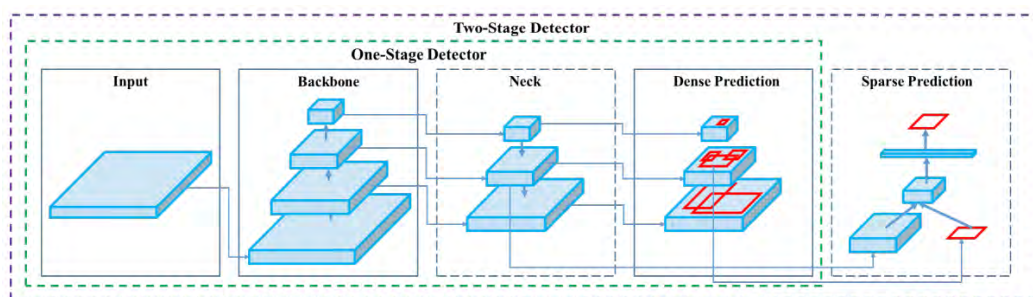 Two-Stage Detector
One-Stage Detector
Input
Backbone
Neck
Dense Prediction
Sparse Prediction